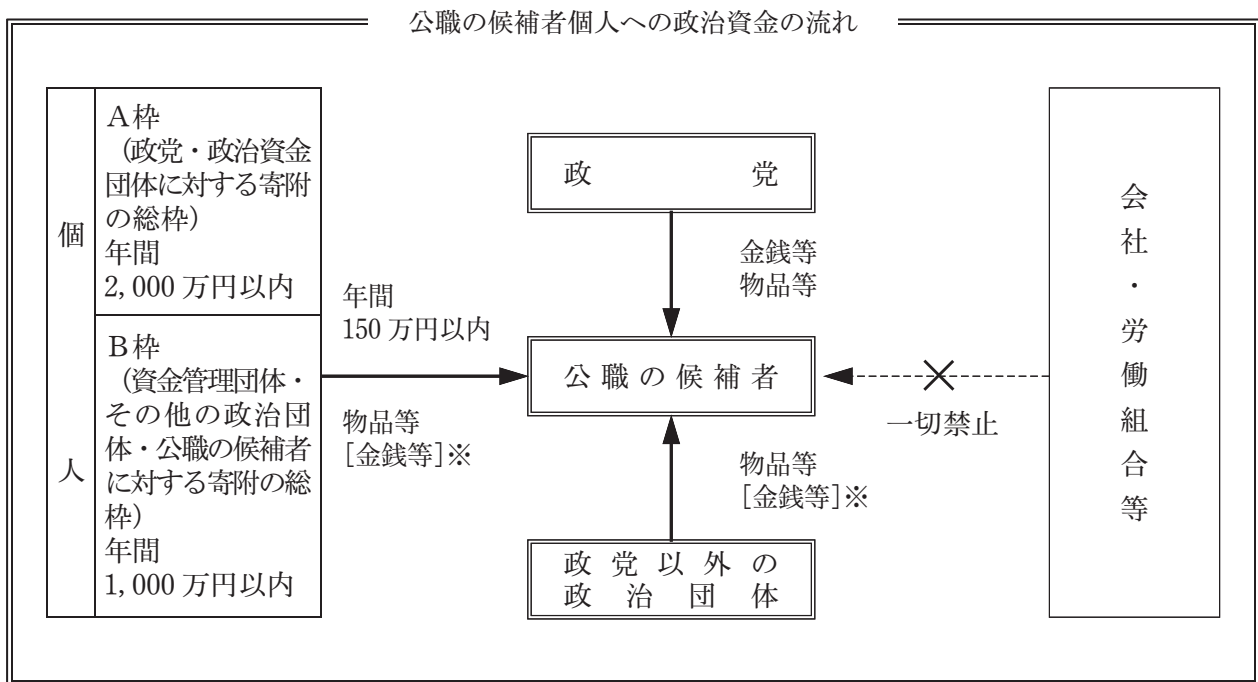 公職の候補者個人への政治資金の流れ
個人
A枠
(政党・政治資金
団体に対する寄附
の総枠)
年間
2,000万円以内
B枠
(資金管理団体・
その他の政治団
体・公職の候補者
に対する寄附の総
枠)
年間
1,000万円以内
年間
150万円以内
物品等
[金銭等]※
政党
金銭等
物品等
公職の候補者
物品等
[金銭等]※
政党以外の
政治団体
一切禁止
会社・労働組合等